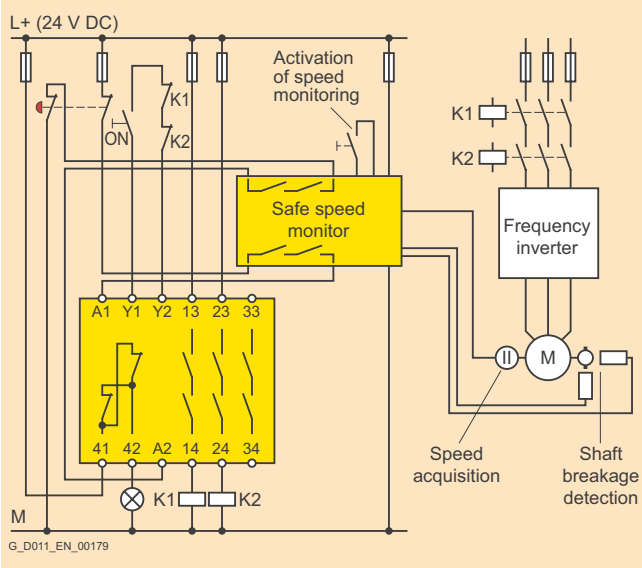 L+ (24 V DC)
Activation
of speed
monitoring
K1
K2
ON
K1
K2
Safe speed
monitor
Frequency
inverter
A1 Y1 Y2 13 23 33
II
M
41 42 A2 14 24 34
K1
K2
Speed
acquisition
Shaft
breakage
detection
M
G_D011_EN_00179